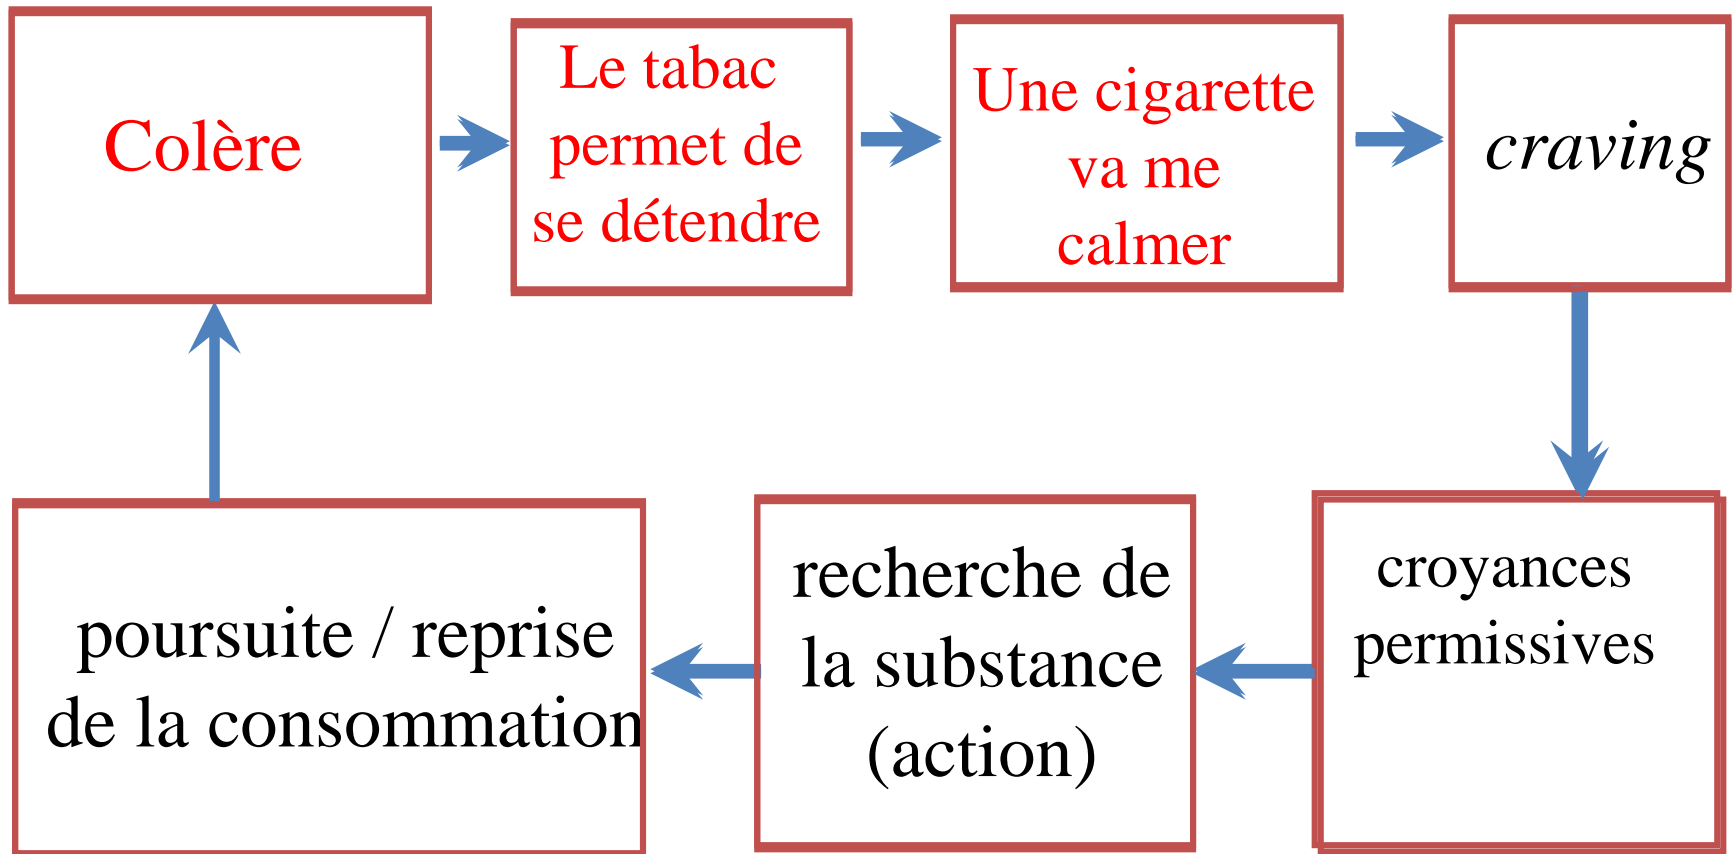 Colère
Le tabac
permet de
se détendre
Une cigarette
va me
calmer
craving
croyances
permissives
recherche de
la substance
(action)
poursuite / reprise
de la consommation